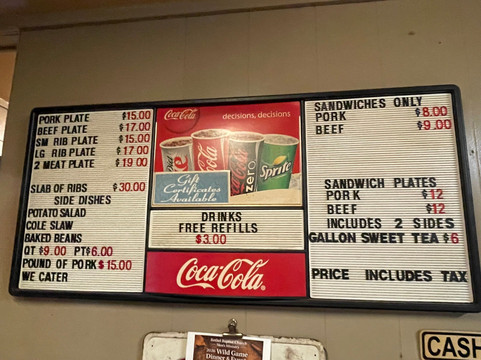 PORK PLATE $15.00
BEEF PLATE $17.00
SM RIB PLATE $15.00
LG RIB PLATE $17.00
2 MEAT PLATE $19.00
SLAB OF RIBS $30.00
SIDE DISHES
POTATO SALAD
COLE SLAW
BAKED BEANS
QT $9.00 PT $6.00
POUND OF PORK $15.00
WE CATER
Coca-Cola
decisions, decisions
Coke
Coca-Cola
zero
Sprite
Gift
Certificates
Available
DRINKS
FREE REFILLS
$3.00
Coca-Cola
SANDWICHES ONLY
PORK $8.00
BEEF $9.00
SANDWICH PLATES
PORK $12
BEEF $12
INCLUDES 2 SIDES
GALLON SWEET TEA $6
PRICE INCLUDES TAX
Baptist Church
Men's Ministry
Wild Game
Dinner &
CASH